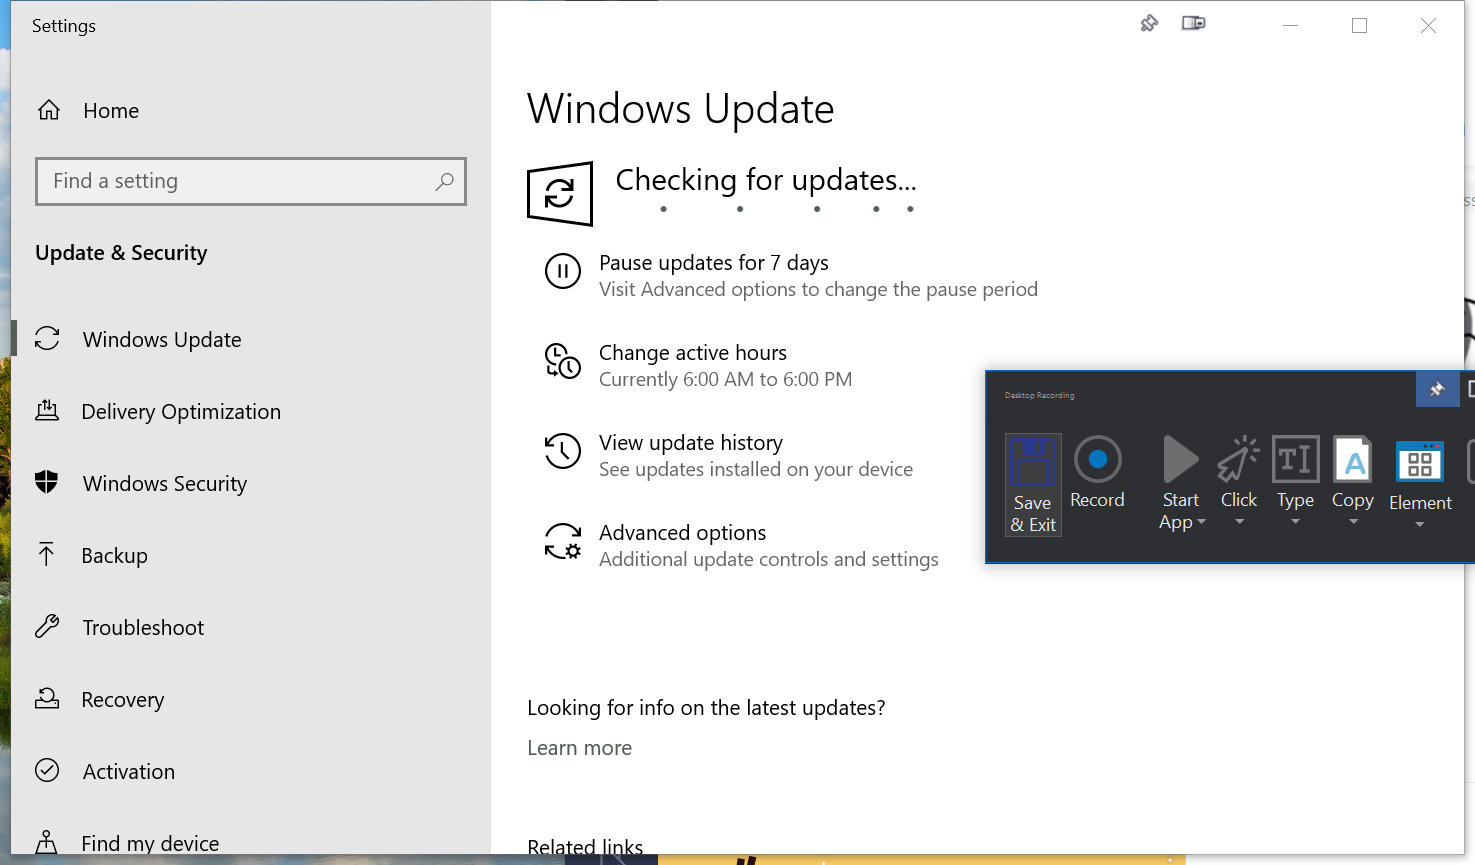 Settings
Home
Find a setting
Update & Security
Windows Update
Delivery Optimization
Windows Security
Backup
Troubleshoot
Recovery
Activation
Find my device
Windows Update
Checking for updates...
Pause updates for 7 days
Visit Advanced options to change the pause period
Change active hours
Currently 6:00 AM to 6:00 PM
View update history
See updates installed on your device
Advanced options
Additional update controls and settings
Looking for info on the latest updates?
Learn more
Related links
Desktop Recording
Save
& Exit
Record
Start
App
Click
Type
Copy
Element
ss